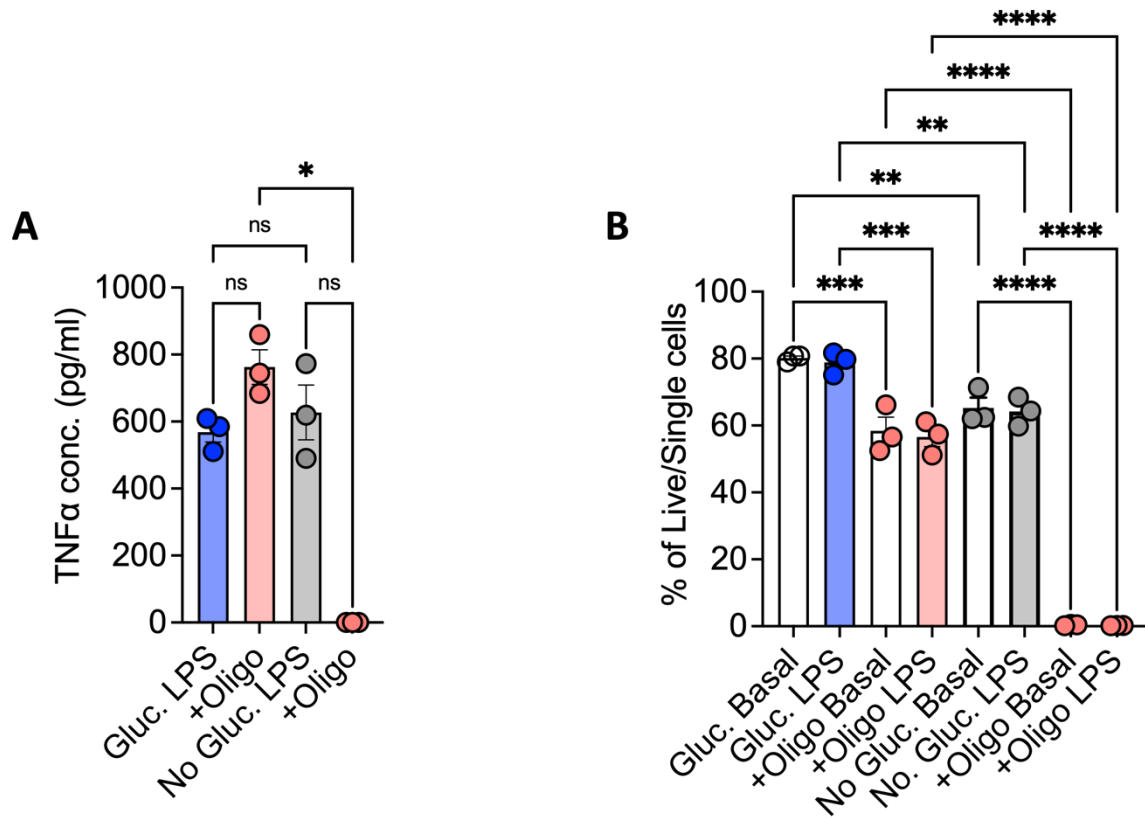 A
*
ns
ns
ns
TNFα conc. (pg/ml)
1000
800
600
400
200
0
Gluc. LPS
+Oligo
No Gluc. LPS
+Oligo
B
****
****
**
**
***
****
***
****
% of Live/Single cells
100
80
60
40
20
0
Gluc. Basal
Gluc. LPS
+Oligo Basal
+Oligo LPS
No Gluc. Basal
No. Gluc. LPS
+Oligo Basal
+Oligo LPS